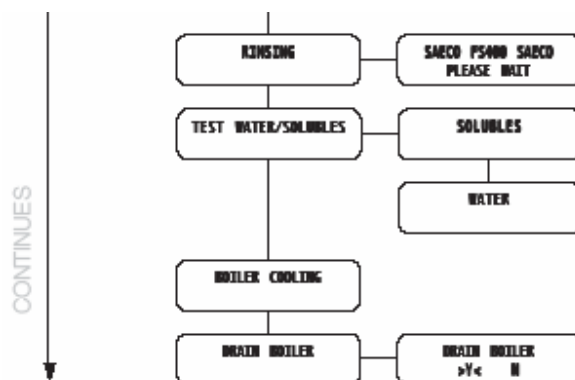 RINSING
SAECO PS400 SAECO
PLEASE WAIT
TEST WATER/SOLUBLES
SOLUBLES
WATER
CONTINUES
BOILER COOLING
DRAIN BOILER
DRAIN BOILER
>Y< N